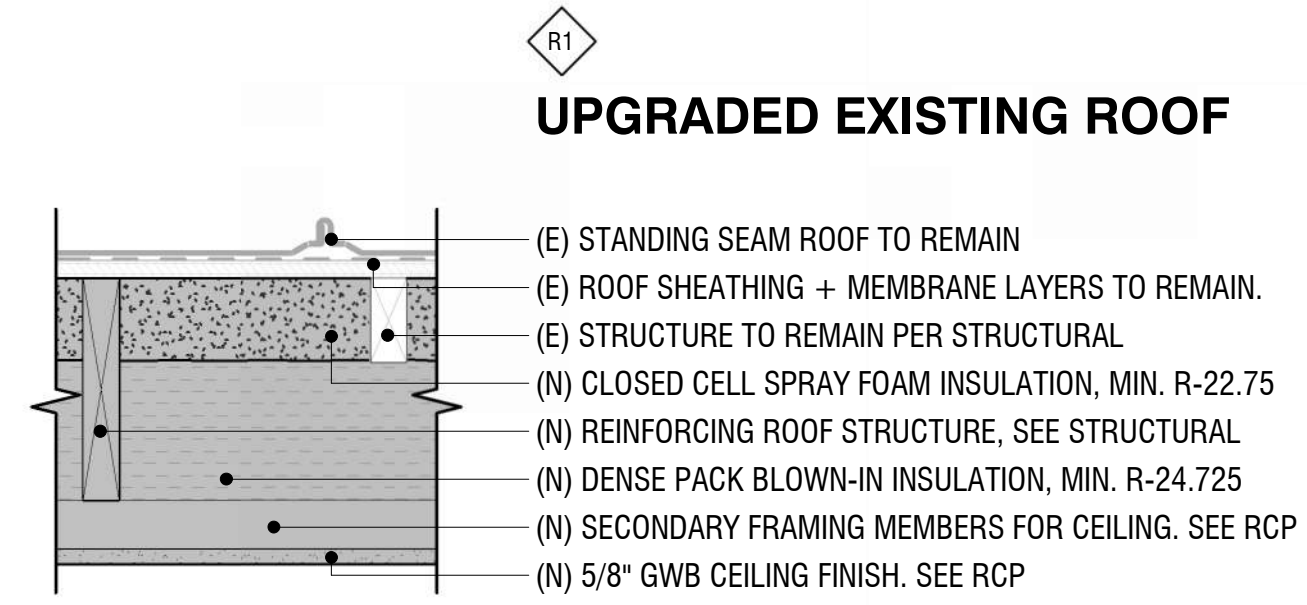 R1
UPGRADED EXISTING ROOF
(E) STANDING SEAM ROOF TO REMAIN
(E) ROOF SHEATHING + MEMBRANE LAYERS TO REMAIN.
(E) STRUCTURE TO REMAIN PER STRUCTURAL
(N) CLOSED CELL SPRAY FOAM INSULATION, MIN. R-22.75
(N) REINFORCING ROOF STRUCTURE, SEE STRUCTURAL
(N) DENSE PACK BLOWN-IN INSULATION, MIN. R-24.725
(N) SECONDARY FRAMING MEMBERS FOR CEILING. SEE RCP
(N) 5/8" GWB CEILING FINISH. SEE RCP